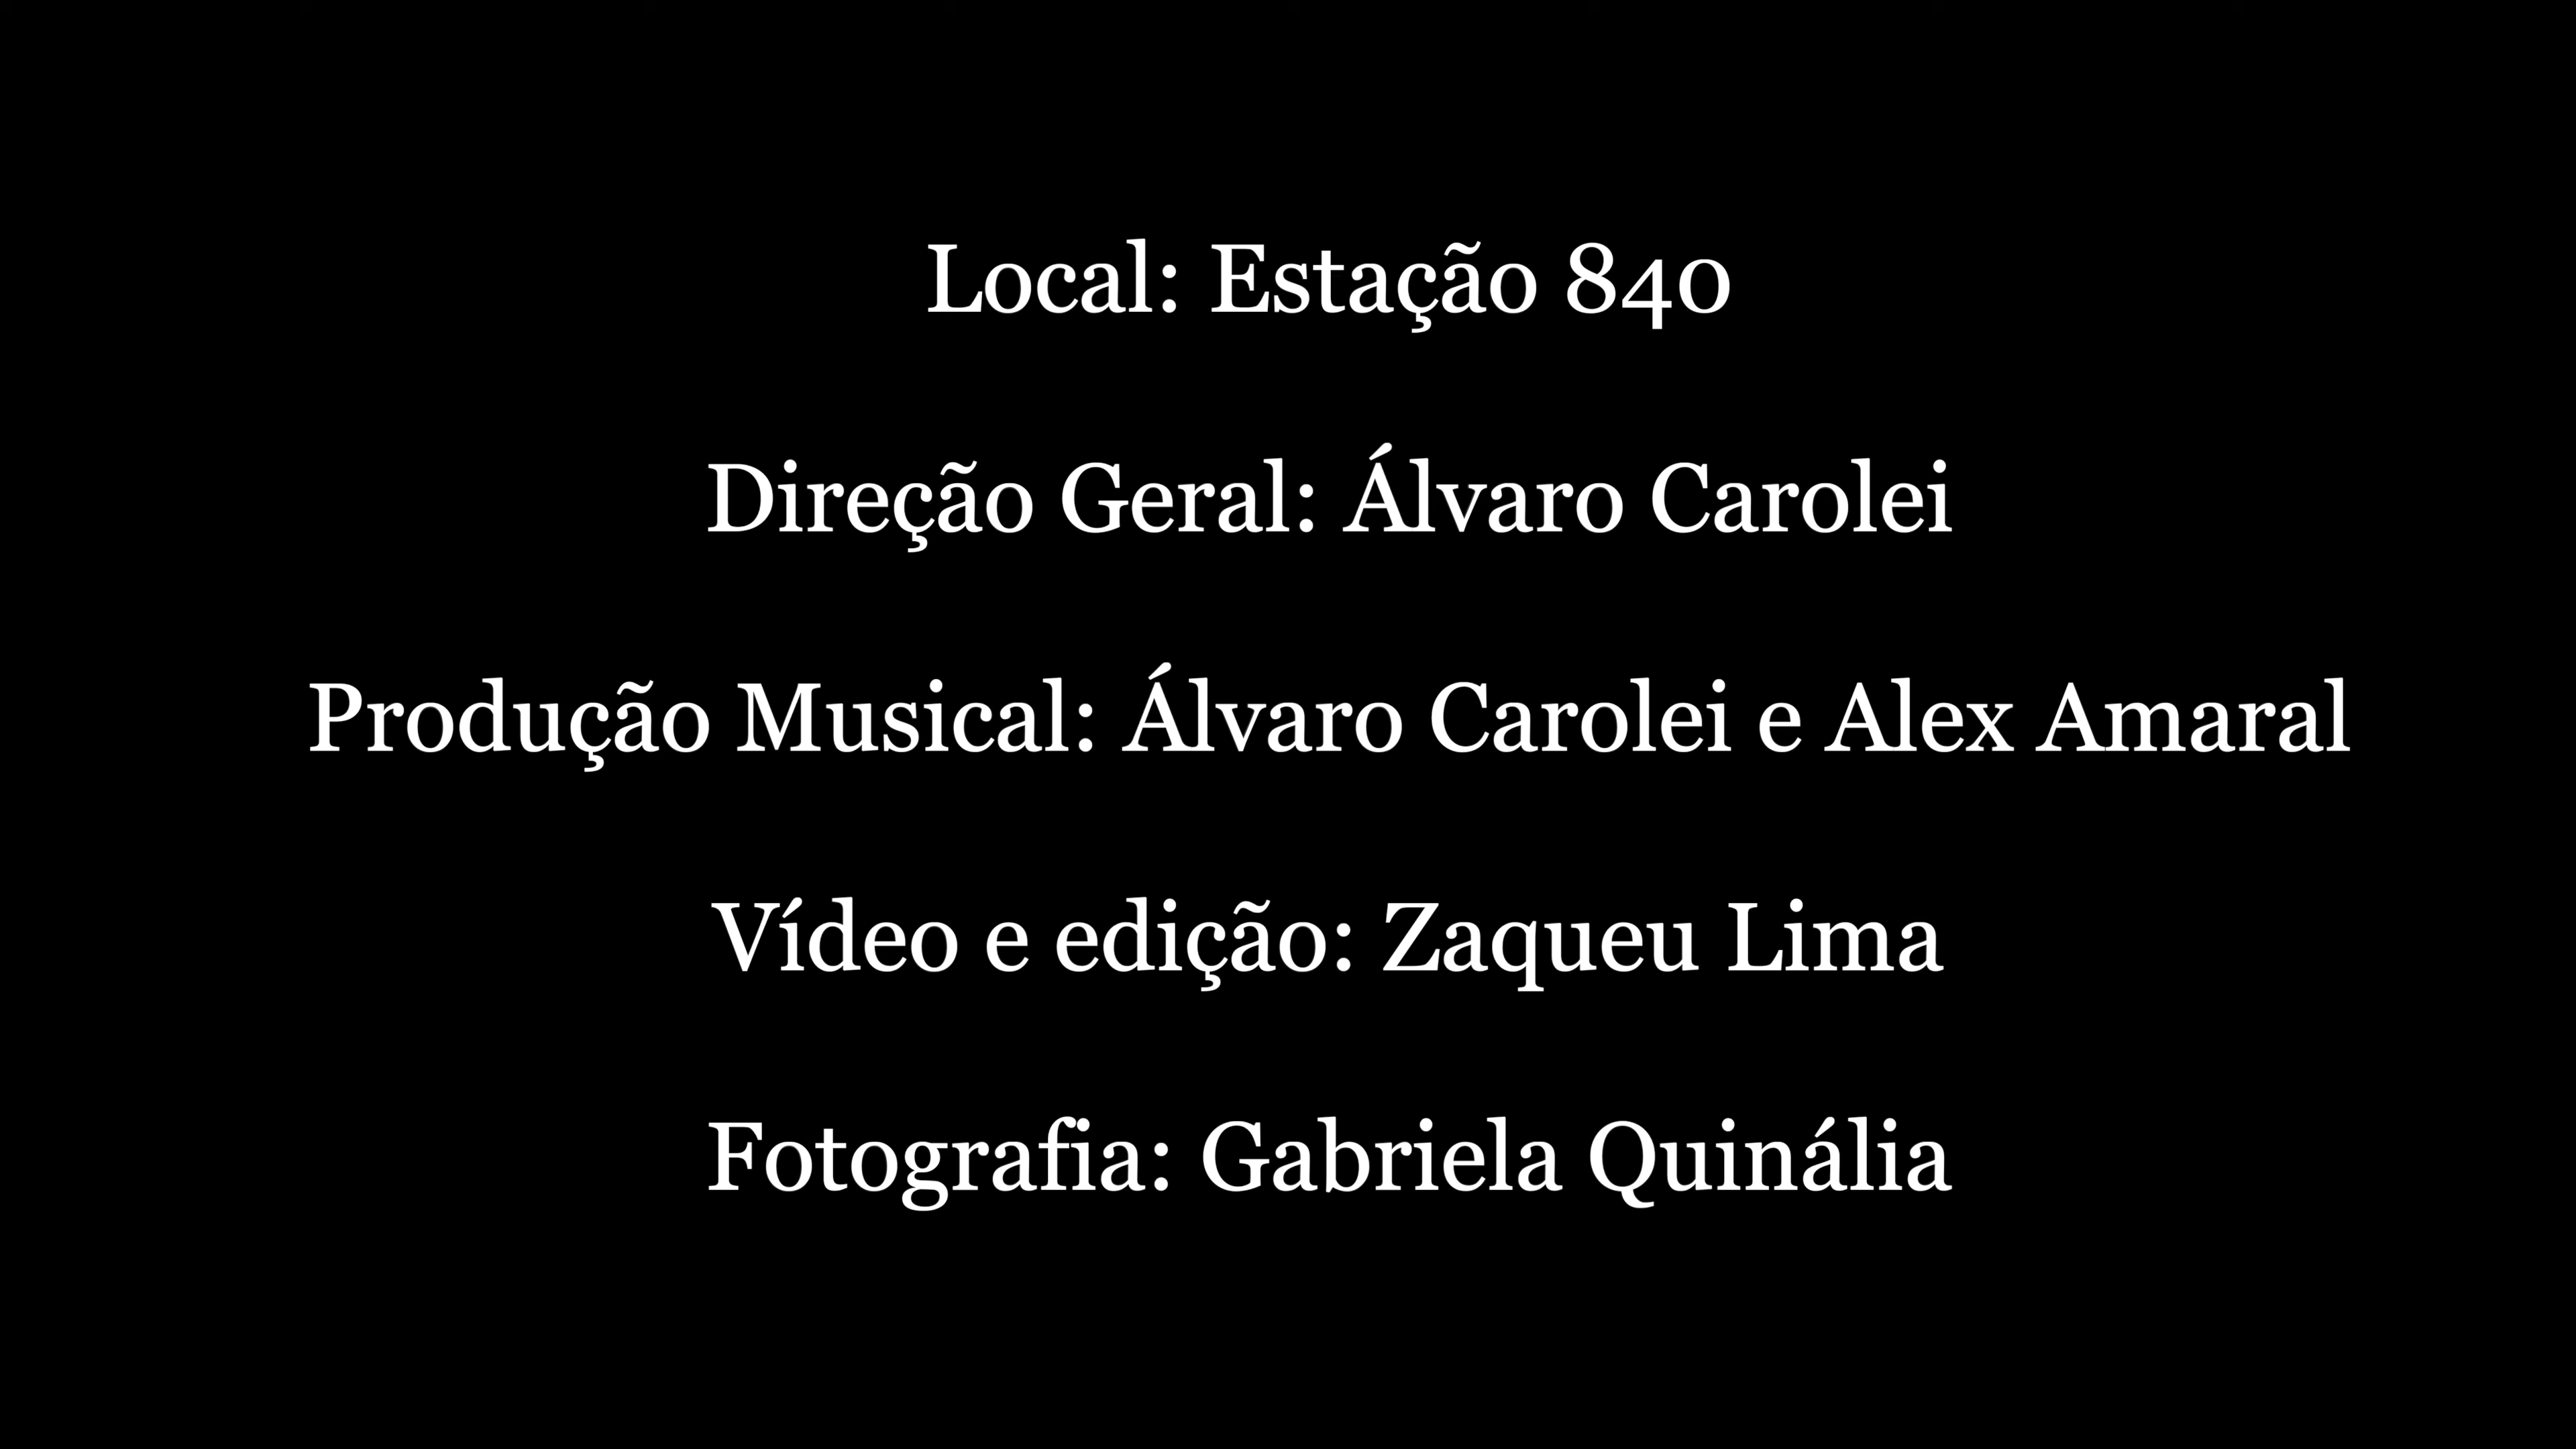 Local: Estação 840
Direção Geral: Álvaro Carolei
Produção Musical: Álvaro Carolei e Alex Amaral
Vídeo e edição: Zaqueu Lima
Fotografia: Gabriela Quinália